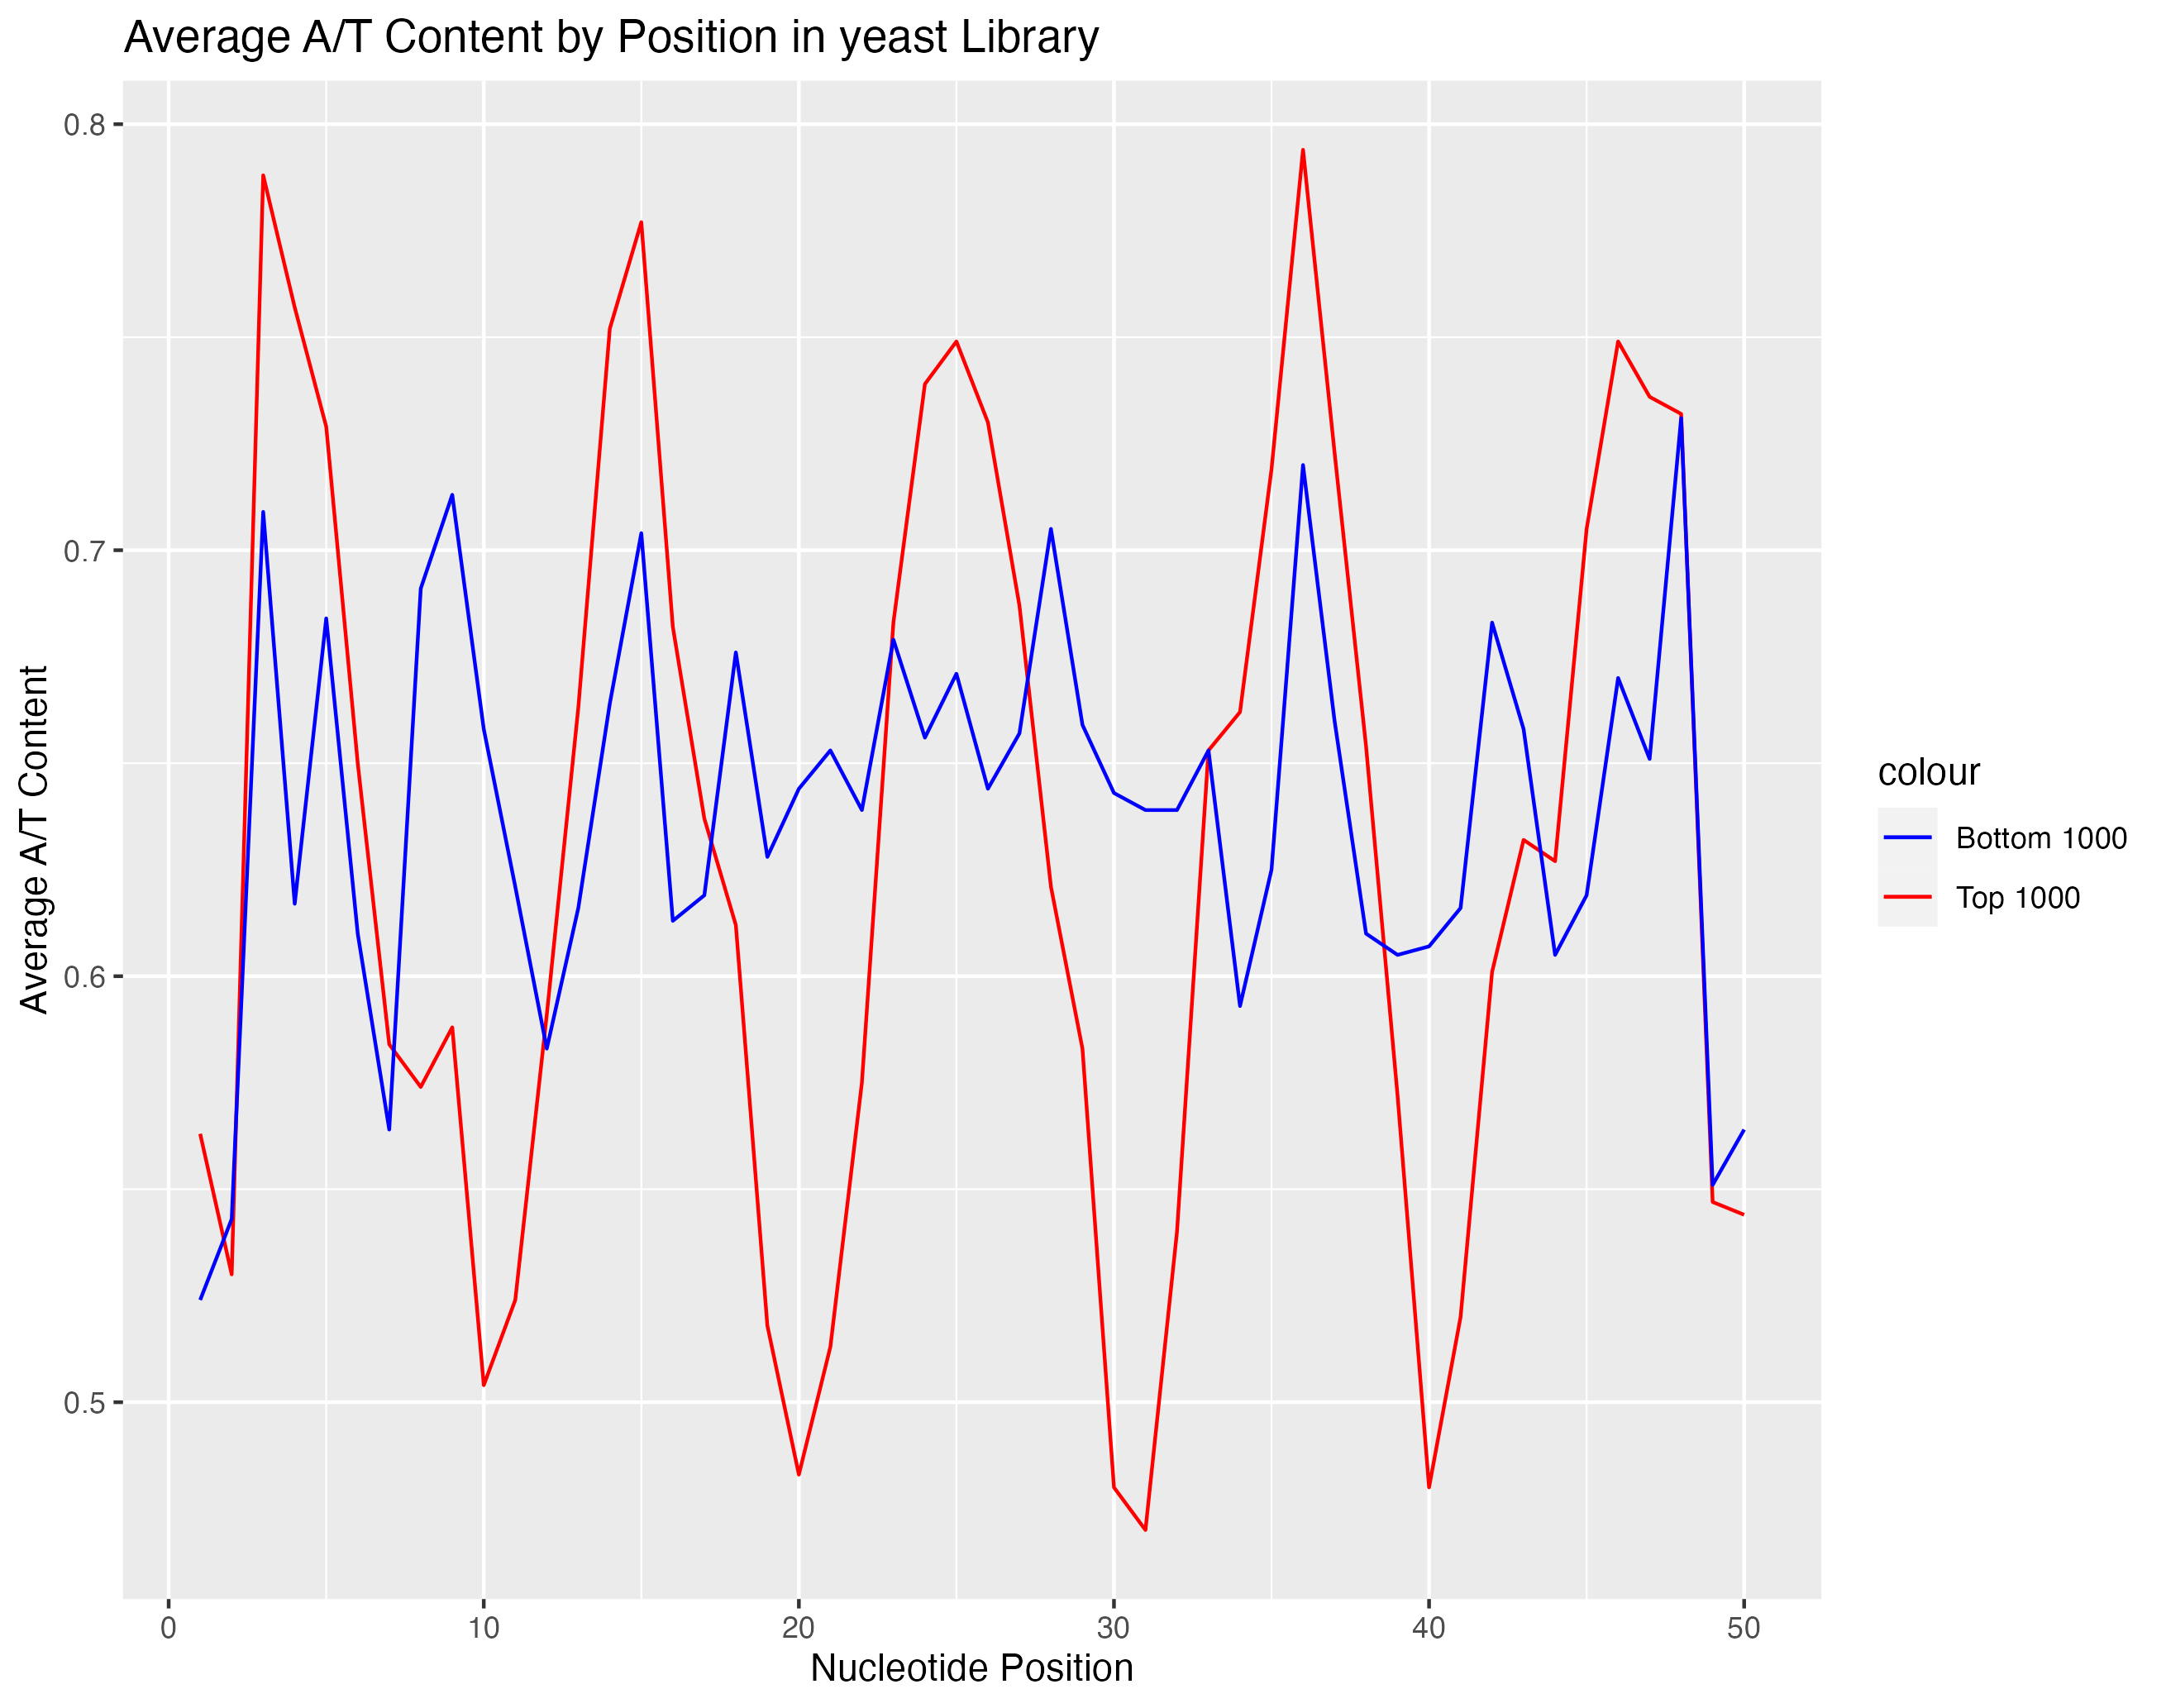 Average A/T Content by Position in yeast Library
0.8
0.7
0.6
0.5
Average A/T Content
0 10 20 30 40 50
Nucleotide Position
colour
Bottom 1000
Top 1000